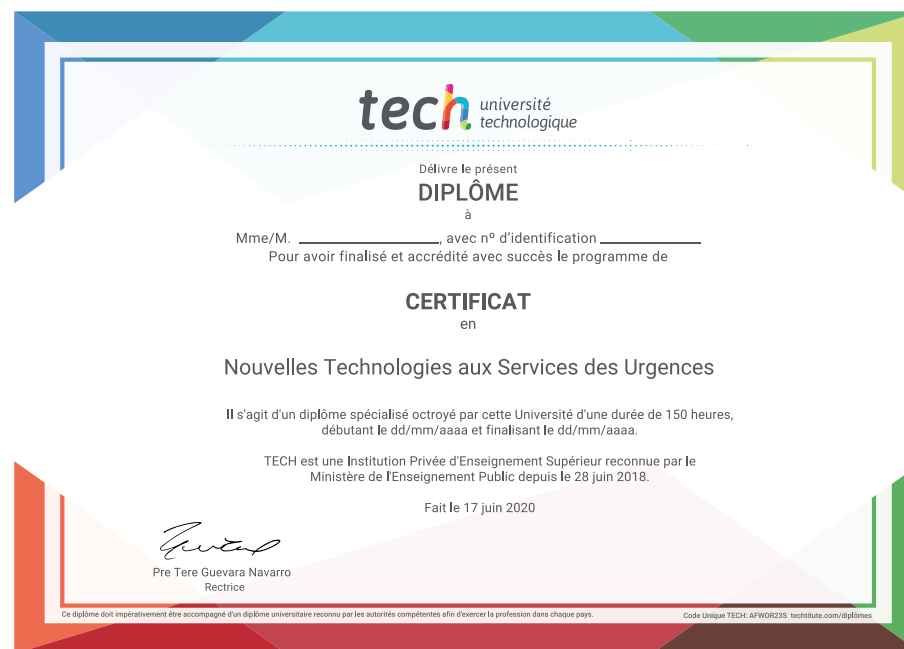 tech université
technologique
Délivre le présent
DIPLÔME
à
Mme/M. ____________________, avec nº d'identification ______________
Pour avoir finalisé et accrédité avec succès le programme de
CERTIFICAT
en
Nouvelles Technologies aux Services des Urgences
Il s'agit d'un diplôme spécialisé octroyé par cette Université d'une durée de 150 heures,
débutant le dd/mm/aaaa et finalisant le dd/mm/aaaa.
TECH est une Institution Privée d'Enseignement Supérieur reconnue par le
Ministère de l'Enseignement Public depuis le 28 juin 2018.
Fait le 17 juin 2020
Pre Tere Guevara Navarro
Rectrice
Ce diplôme doit impérativement être accompagné d'un diplôme universitaire reconnu par les autorités compétentes afin d'exercer la profession dans chaque pays.
Code Unique TECH: AFWOR23S techtitute.com/diplômes